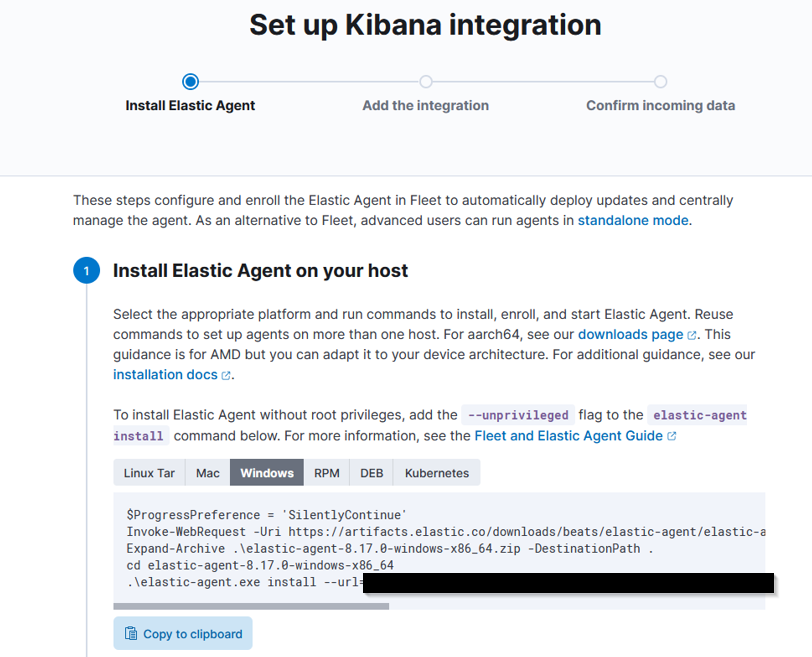 Set up Kibana integration
Install Elastic Agent
Add the integration
Confirm incoming data
These steps configure and enroll the Elastic Agent in Fleet to automatically deploy updates and centrally
manage the agent. As an alternative to Fleet, advanced users can run agents in standalone mode.
1
Install Elastic Agent on your host
Select the appropriate platform and run commands to install, enroll, and start Elastic Agent. Reuse
commands to set up agents on more than one host. For aarch64, see our downloads page. This
guidance is for AMD but you can adapt it to your device architecture. For additional guidance, see our
installation docs.
To install Elastic Agent without root privileges, add the --unprivileged flag to the elastic-agent
install command below. For more information, see the Fleet and Elastic Agent Guide
Linux Tar Mac Windows RPM DEB Kubernetes
$ProgressPreference = 'SilentlyContinue'
Invoke-WebRequest -Uri https://artifacts.elastic.co/downloads/beats/elastic-agent/elastic-a
Expand-Archive .\elastic-agent-8.17.0-windows-x86_64.zip -DestinationPath .
cd elastic-agent-8.17.0-windows-x86_64
.\elastic-agent.exe install --url=
Copy to clipboard